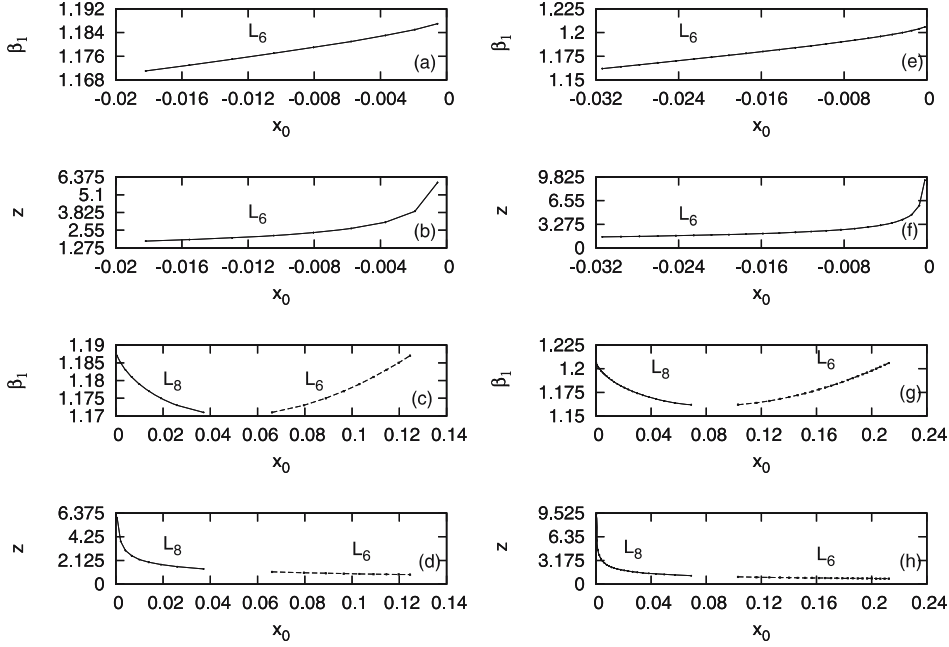 β1
1.192
1.184
1.176
1.168
L6
(a)
-0.02 -0.016 -0.012 -0.008 -0.004 0
x0
β1
1.225
1.2
1.175
1.15
L6
(e)
-0.032 -0.024 -0.016 -0.008 0
x0
z
6.375
5.1
3.825
2.55
1.275
L6
(b)
-0.02 -0.016 -0.012 -0.008 -0.004 0
x0
z
9.825
6.55
3.275
0
L6
(f)
-0.032 -0.024 -0.016 -0.008 0
x0
β1
1.19
1.185
1.18
1.175
1.17
L8
L6
(c)
0 0.02 0.04 0.06 0.08 0.1 0.12 0.14
x0
β1
1.225
1.2
1.175
1.15
L8
L6
(g)
0 0.04 0.08 0.12 0.16 0.2 0.24
x0
z
6.375
4.25
2.125
0
L8
L6
(d)
0 0.02 0.04 0.06 0.08 0.1 0.12 0.14
x0
z
9.525
6.35
3.175
0
L8
L6
(h)
0 0.04 0.08 0.12 0.16 0.2 0.24
x0